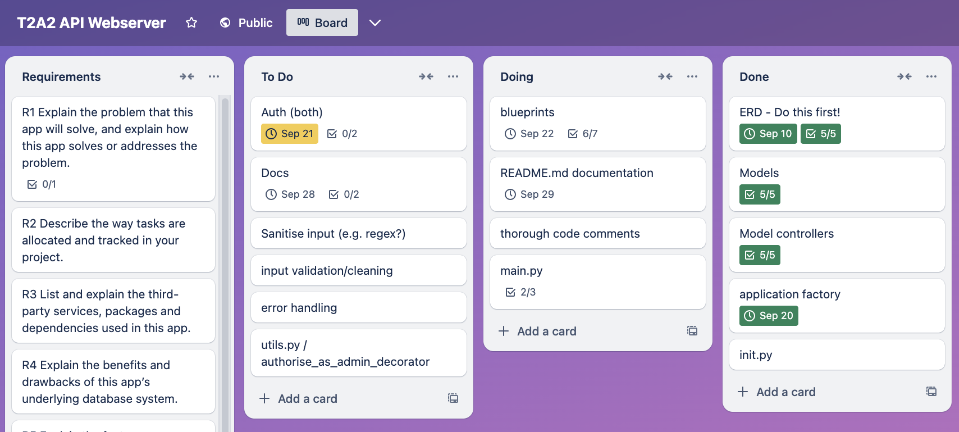 T2A2 API Webserver
Public
Board
Requirements
R1 Explain the problem that this
app will solve, and explain how
this app solves or addresses the
problem.
0/1
R2 Describe the way tasks are
allocated and tracked in your
project.
R3 List and explain the third-
party services, packages and
dependencies used in this app.
R4 Explain the benefits and
drawbacks of this app's
underlying database system.
To Do
Auth (both)
Sep 21 0/2
Docs
Sep 28 0/2
Sanitise input (e.g. regex?)
input validation/cleaning
error handling
utils.py /
authorise_as_admin_decorator
+ Add a card
Doing
blueprints
Sep 22 6/7
README.md documentation
Sep 29
thorough code comments
main.py
2/3
+ Add a card
Done
ERD - Do this first!
Sep 10 5/5
Models
5/5
Model controllers
5/5
application factory
Sep 20
init.py
+ Add a card